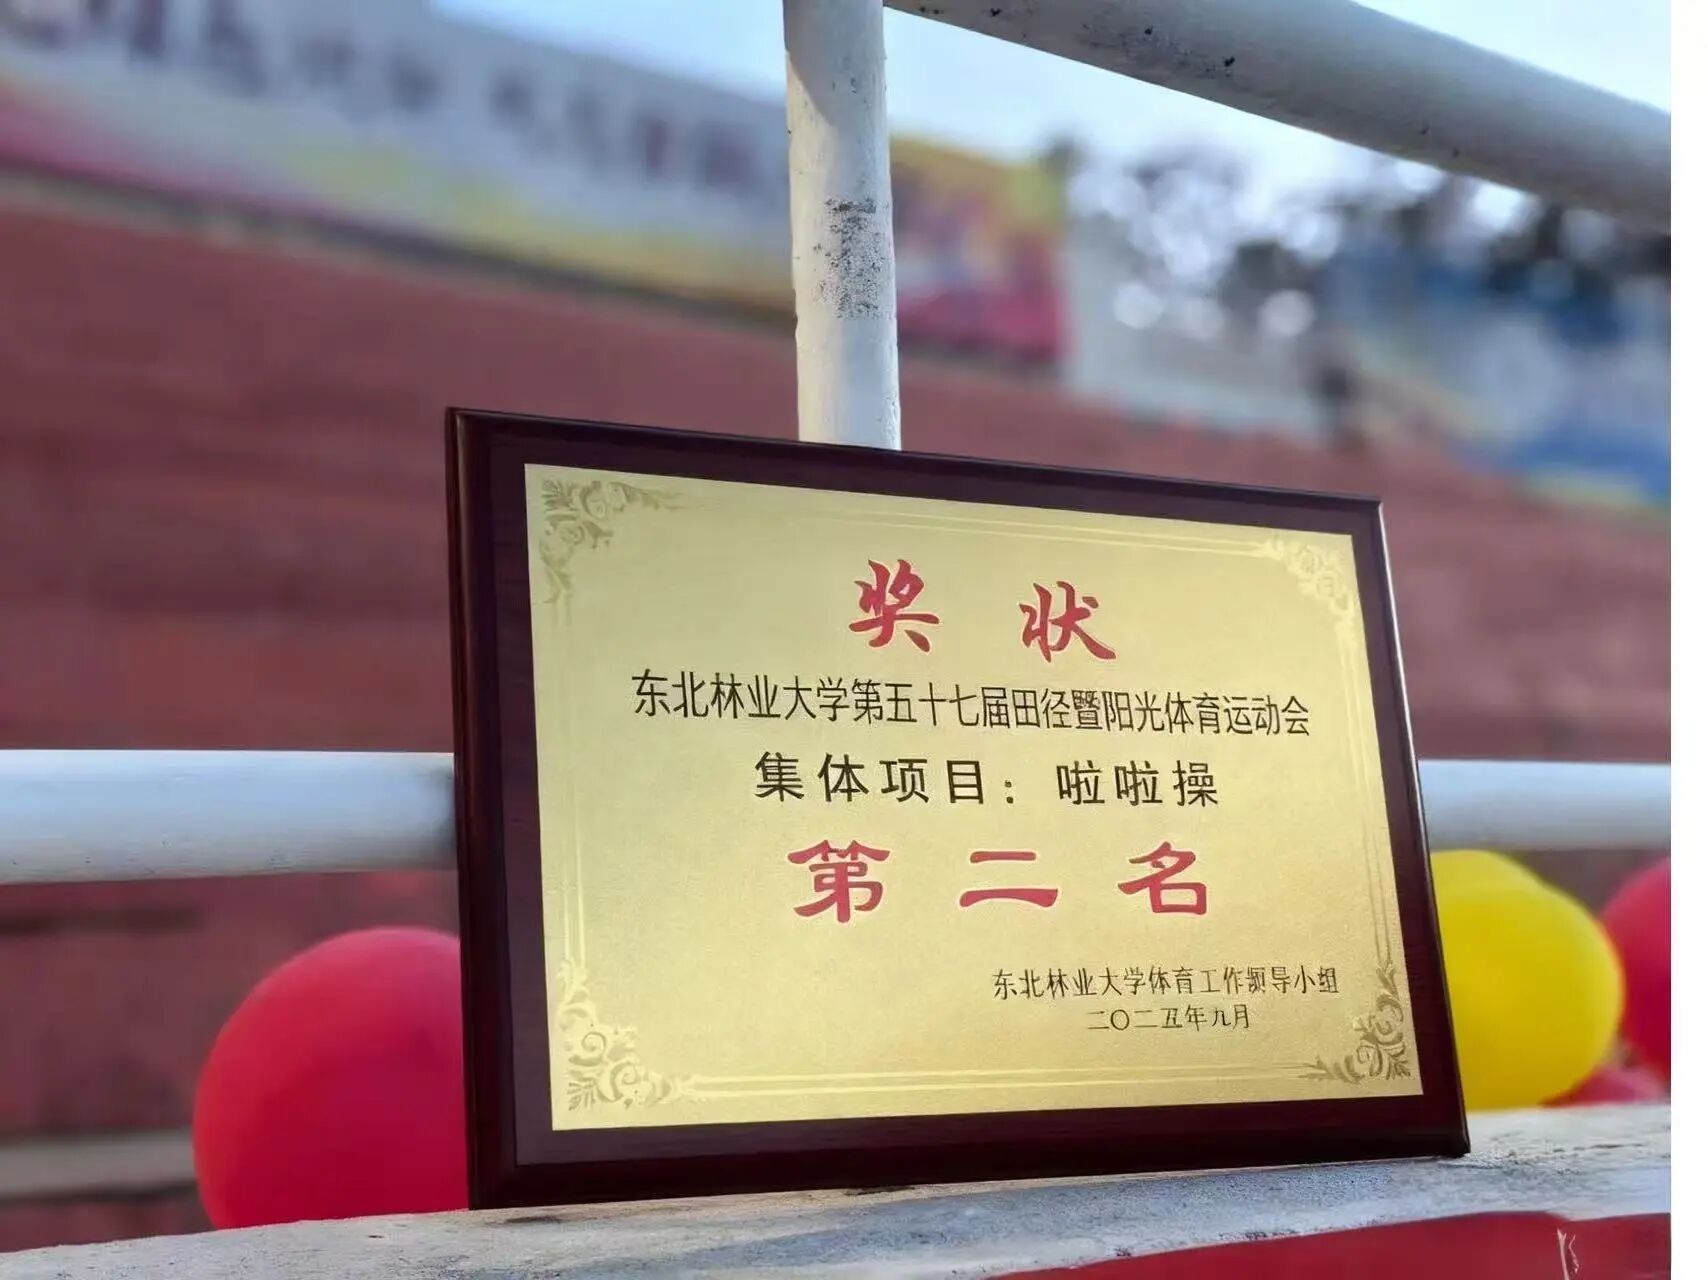 奖状
东北林业大学第五十七届田径暨阳光体育运动会
集体项目：啦啦操
第二名
东北林业大学体育工作领导小组
二〇二五年九月